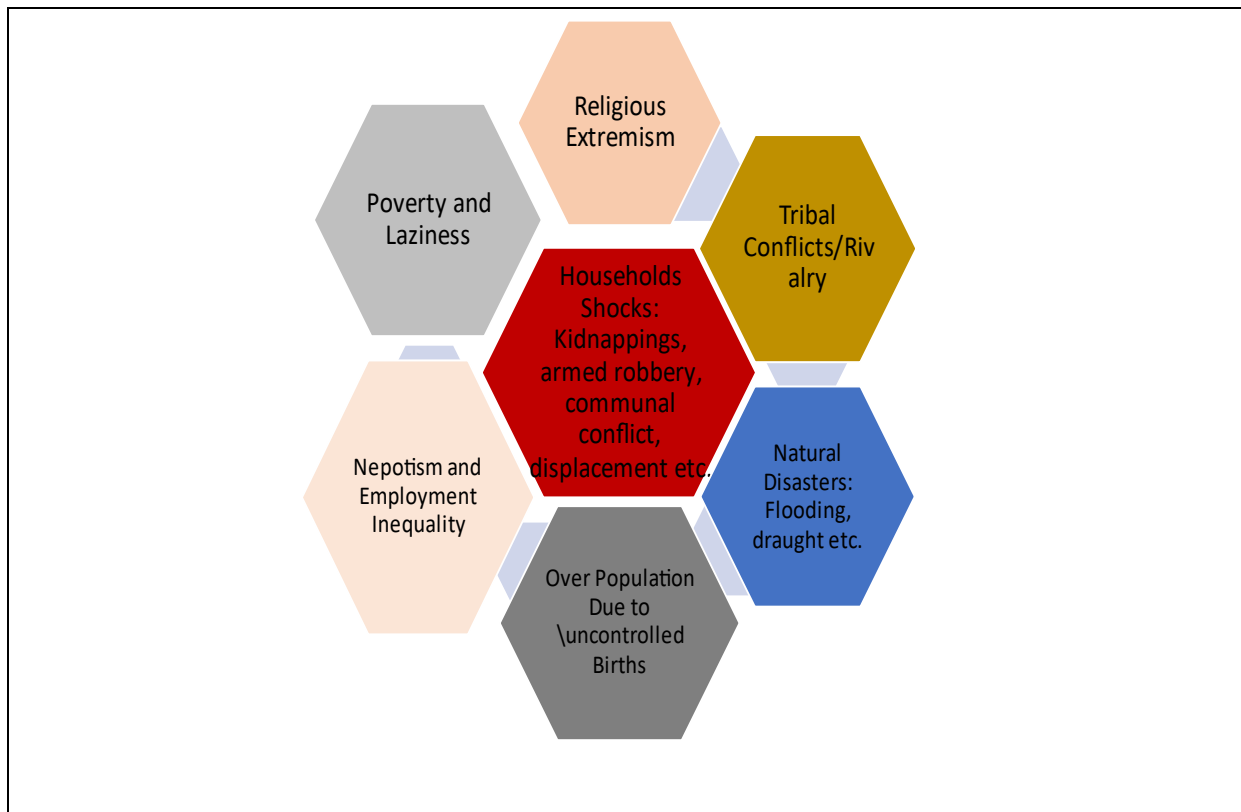 Religious
Extremism
Poverty and
Laziness
Tribal
Conflicts/Riv
alry
Households
Shocks:
Kidnappings,
armed robbery,
communal
conflict,
displacement etc.
Nepotism and
Employment
Inequality
Natural
Disasters:
Flooding,
draught etc.
Over Population
Due to
\uncontrolled
Births